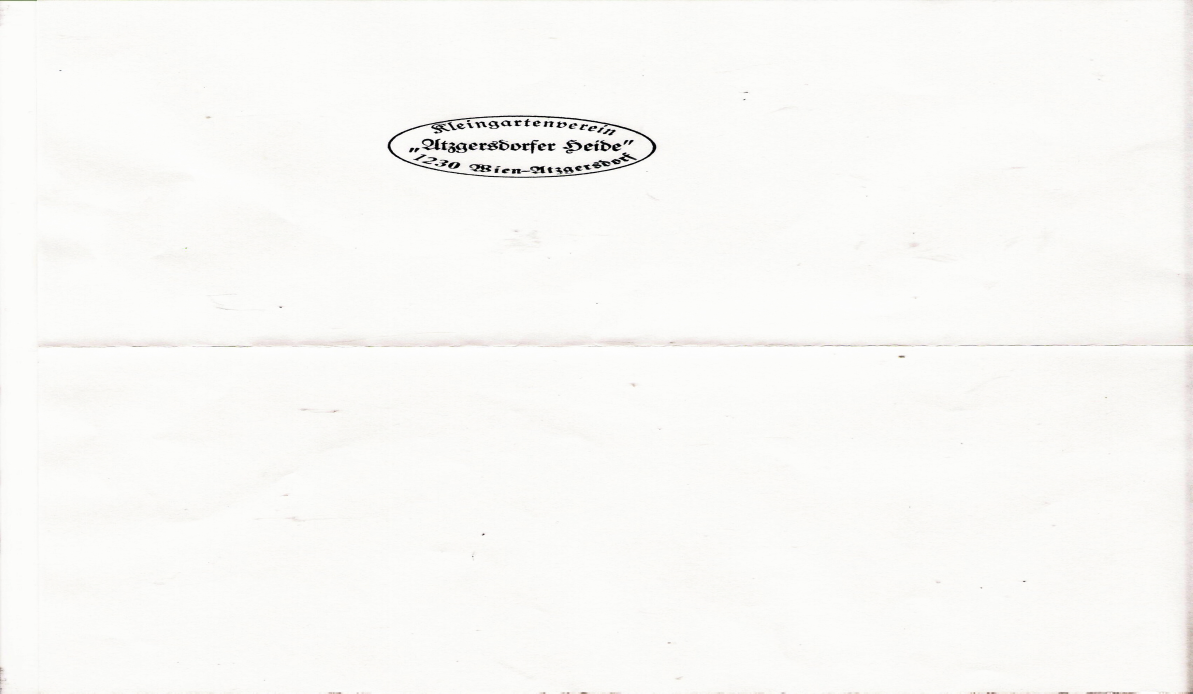 Kleingartenverein
„Atzgersdorfer Heide"
1230 Wien-Atzgersdorf